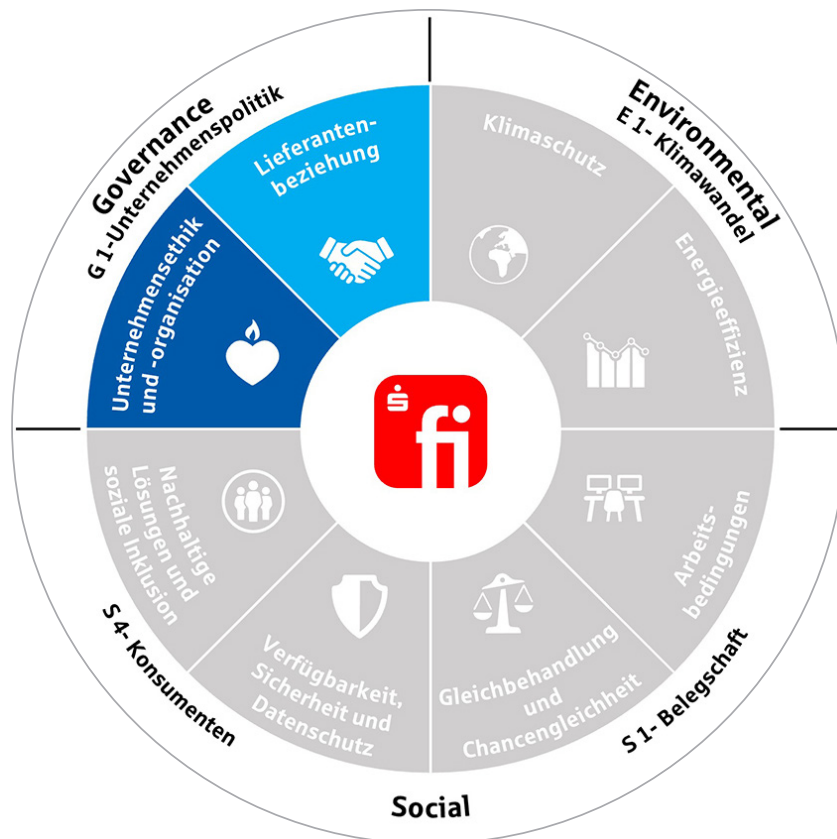 Governance
G 1-Unternehmenspolitik
Environmental
E 1- Klimawandel
Lieferanten-
beziehung
Klimaschutz
Unternehmensethik
und -organisation
Energieeffizienz
fi
Nachhaltige
Lösungen und
soziale Inklusion
Arbeits-
bedingungen
Verfügbarkeit,
Sicherheit und
Datenschutz
Gleichbehandlung
und
Chancengleichheit
S 4- Konsumenten
S 1- Belegschaft
Social